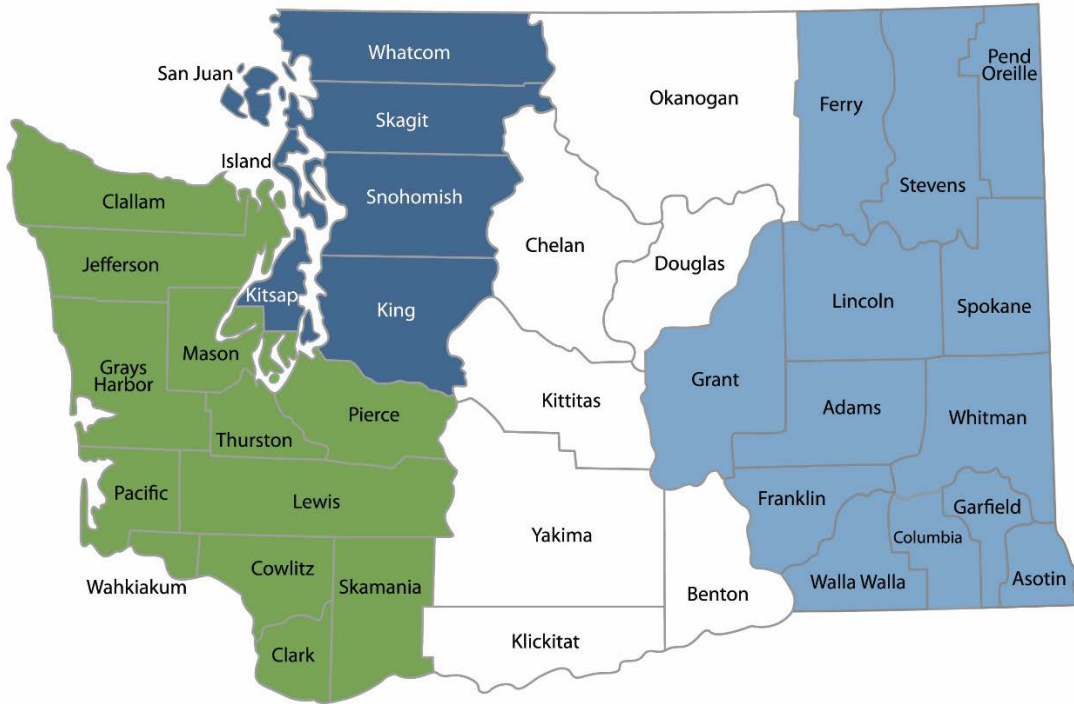 Whatcom
San Juan
Pend
Oreille
Okanogan
Ferry
Skagit
Island
Stevens
Clallam
Snohomish
Chelan
Jefferson
Douglas
Kitsap
Lincoln
Spokane
King
Mason
Grays
Harbor
Grant
Kittitas
Adams
Whitman
Pierce
Thurston
Pacific
Lewis
Franklin
Garfield
Yakima
Columbia
Cowlitz
Skamania
Wahkiakum
Walla Walla
Asotin
Benton
Klickitat
Clark